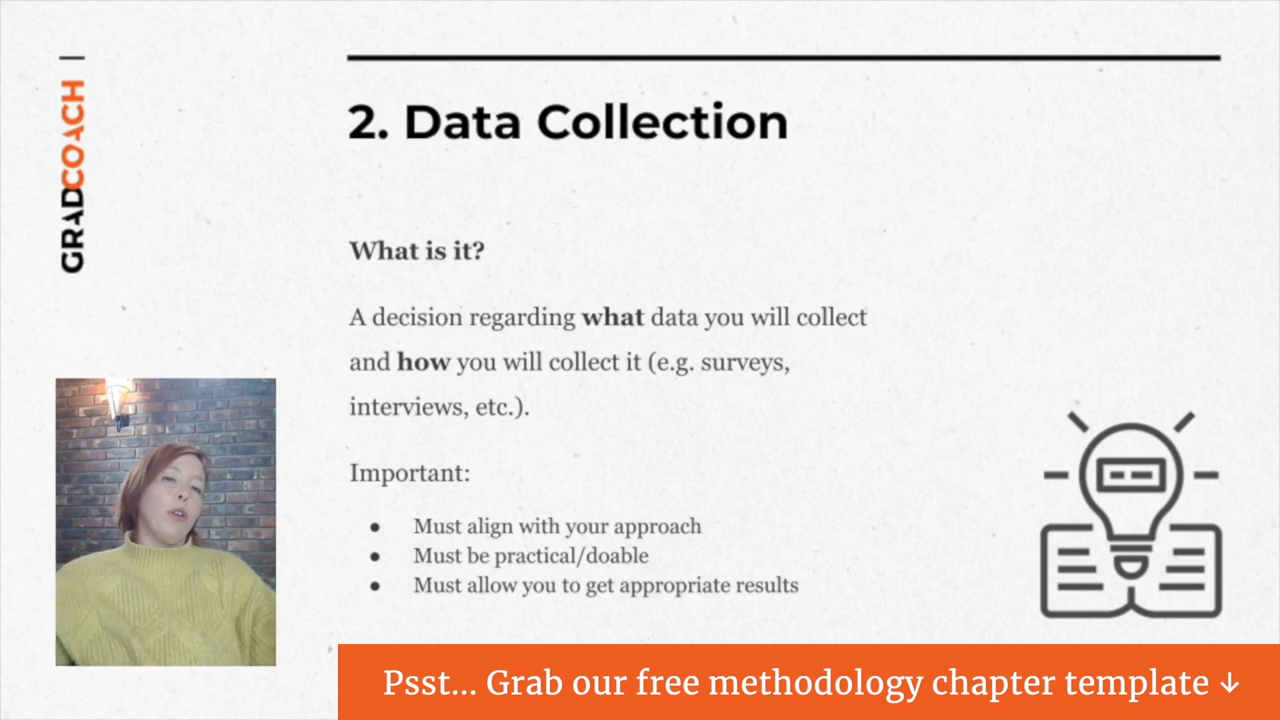 GRADCOACH
2. Data Collection
What is it?
A decision regarding what data you will collect
and how you will collect it (e.g. surveys,
interviews, etc.).
Important:
● Must align with your approach
● Must be practical/doable
● Must allow you to get appropriate results
Psst... Grab our free methodology chapter template ↓